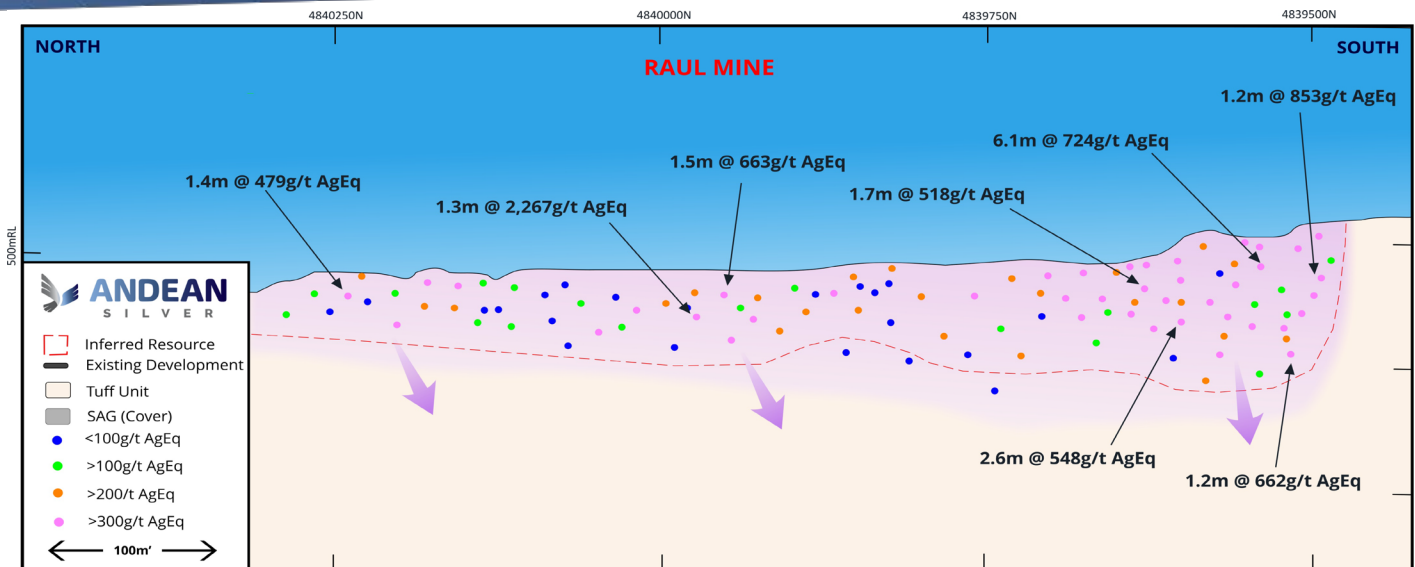 4840250N
4840000N
4839750N
4839500N
NORTH
SOUTH
RAUL MINE
1.2m @ 853g/t AgEq
6.1m @ 724g/t AgEq
1.5m @ 663g/t AgEq
1.4m @ 479g/t AgEq
1.7m @ 518g/t AgEq
1.3m @ 2,267g/t AgEq
500mRL
ANDEAN
SILVER
Inferred Resource
Existing Development
Tuff Unit
SAG (Cover)
<100g/t AgEq
>100g/t AgEq
>200/t AgEq
>300g/t AgEq
100m'
2.6m @ 548g/t AgEq
1.2m @ 662g/t AgEq